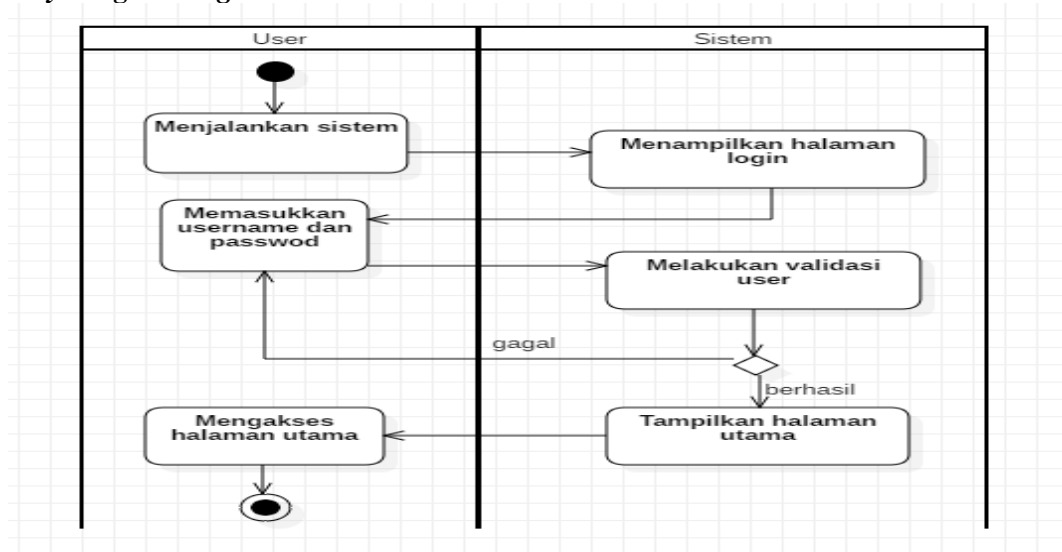 User
Sistem
Menjalankan sistem
Menampilkan halaman
login
Memasukkan
username dan
passwod
Melakukan validasi
user
gagal
berhasil
Mengakses
halaman utama
Tampilkan halaman
utama